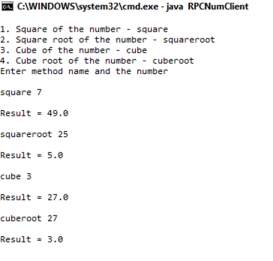 C:\WINDOWS\system32\cmd.exe - java RPCNumClient
1. Square of the number - square
2. Square root of the number - squareroot
3. Cube of the number - cube
4. Cube root of the number - cuberoot
Enter method name and the number
square 7
Result = 49.0
squareroot 25
Result = 5.0
cube 3
Result = 27.0
cuberoot 27
Result = 3.0